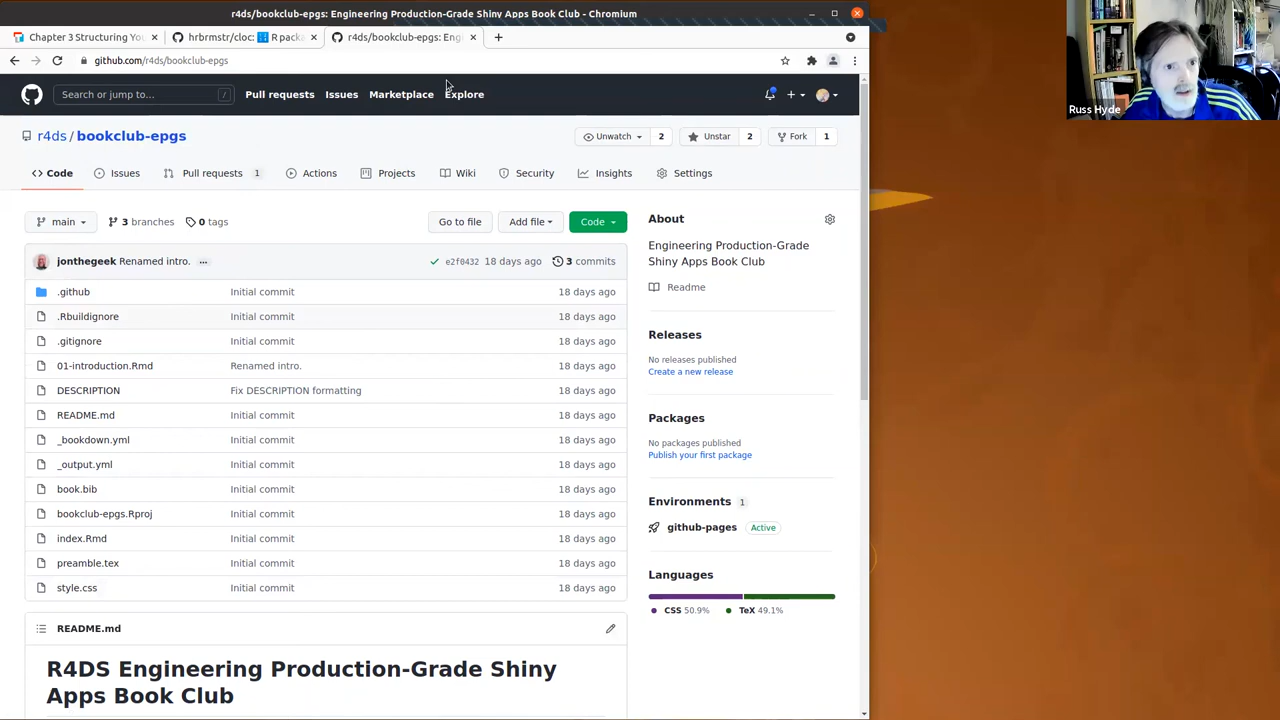 r4ds/bookclub-epgs: Engineering Production-Grade Shiny Apps Book Club - Chromium
Chapter 3 Structuring You
hrbrmstr/cloc: R packa
r4ds/bookclub-epgs: Eng
github.com/r4ds/bookclub-epgs
Search or jump to... /
Pull requests Issues Marketplace Explore
Russ Hyde
r4ds / bookclub-epgs
Unwatch 2 Unstar 2 Fork 1
Code Issues Pull requests 1 Actions Projects Wiki Security Insights Settings
main 3 branches 0 tags Go to file Add file Code
jonthegeek Renamed intro. ... e2f0432 18 days ago 3 commits
.github Initial commit 18 days ago
.Rbuildignore Initial commit 18 days ago
.gitignore Initial commit 18 days ago
01-introduction.Rmd Renamed intro. 18 days ago
DESCRIPTION Fix DESCRIPTION formatting 18 days ago
README.md Initial commit 18 days ago
_bookdown.yml Initial commit 18 days ago
_output.yml Initial commit 18 days ago
book.bib Initial commit 18 days ago
bookclub-epgs.Rproj Initial commit 18 days ago
index.Rmd Initial commit 18 days ago
preamble.tex Initial commit 18 days ago
style.css Initial commit 18 days ago
README.md
R4DS Engineering Production-Grade Shiny
Apps Book Club
About
Engineering Production-Grade
Shiny Apps Book Club
Readme
Releases
No releases published
Create a new release
Packages
No packages published
Publish your first package
Environments 1
github-pages Active
Languages
CSS 50.9% TeX 49.1%